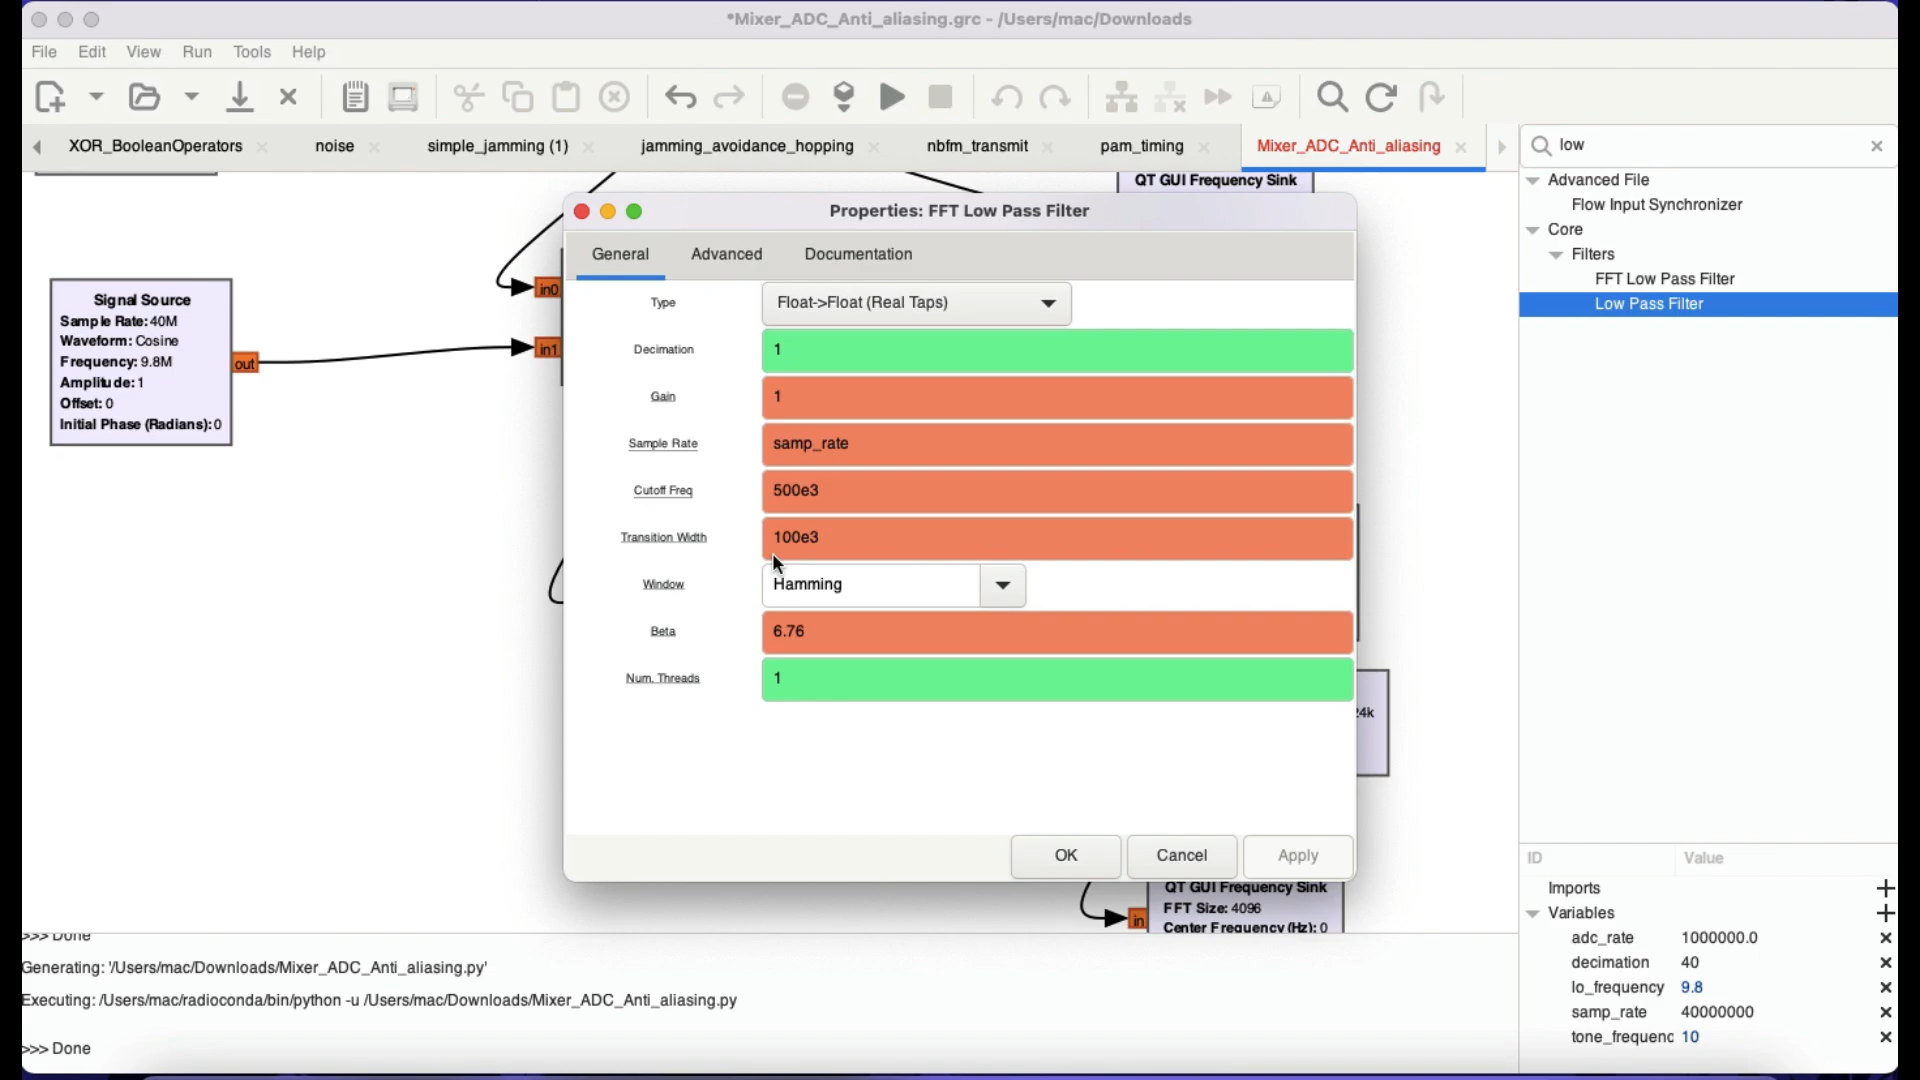 *Mixer_ADC_Anti_aliasing.grc - /Users/mac/Downloads
File Edit View Run Tools Help
XOR_BooleanOperators noise simple_jamming (1) jamming_avoidance_hopping nbfm_transmit pam_timing Mixer_ADC_Anti_aliasing
low
QT GUI Frequency Sink
Signal Source
Sample Rate: 40M
Waveform: Cosine
Frequency: 9.8M
Amplitude: 1
Offset: 0
Initial Phase (Radians): 0
out
in0
in1
Properties: FFT Low Pass Filter
General Advanced Documentation
Type Float->Float (Real Taps)
Decimation 1
Gain 1
Sample Rate samp_rate
Cutoff Freq 500e3
Transition Width 100e3
Window Hamming
Beta 6.76
Num. Threads 1
OK Cancel Apply
24k
in
QT GUI Frequency Sink
FFT Size: 4096
Center Frequency (Hz): 0
Advanced File
Flow Input Synchronizer
Core
Filters
FFT Low Pass Filter
Low Pass Filter
ID Value
Imports
Variables
adc_rate 1000000.0
decimation 40
lo_frequency 9.8
samp_rate 40000000
tone_frequenc 10
>>> Done
Generating: '/Users/mac/Downloads/Mixer_ADC_Anti_aliasing.py'
Executing: /Users/mac/radioconda/bin/python -u /Users/mac/Downloads/Mixer_ADC_Anti_aliasing.py
>>> Done